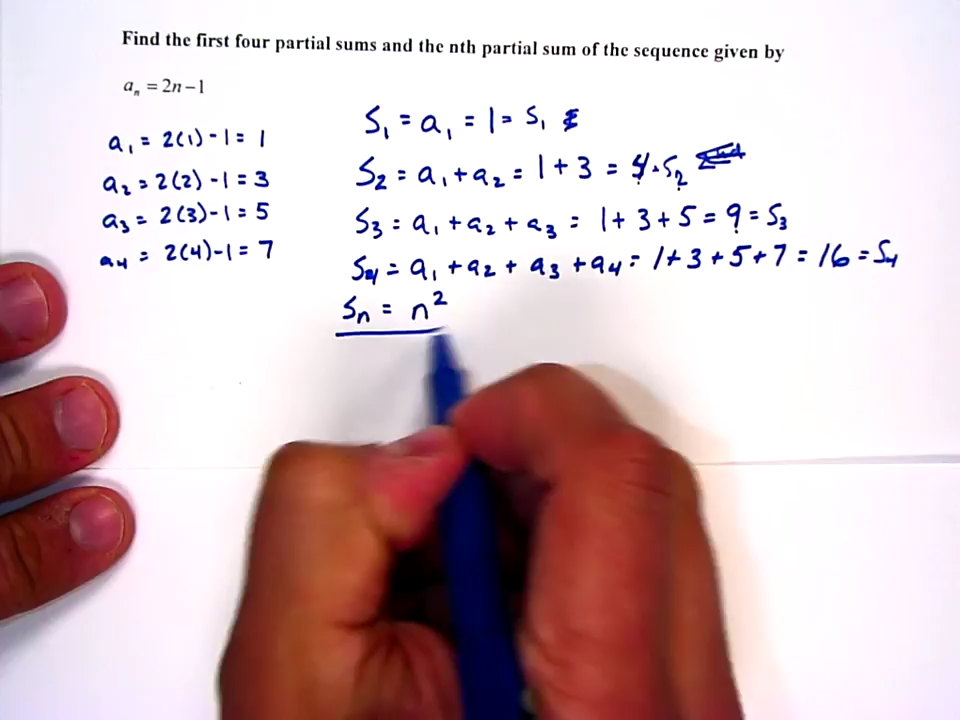 Find the first four partial sums and the nth partial sum of the sequence given by
aₙ = 2n−1
a₁ = 2(1) - 1 = 1
a₂ = 2(2) - 1 = 3
a₃ = 2(3) - 1 = 5
a₄ = 2(4) - 1 = 7
S₁ = a₁ = 1 = S₁
S₂ = a₁ + a₂ = 1 + 3 = 4 = S₂
S₃ = a₁ + a₂ + a₃ = 1 + 3 + 5 = 9 = S₃
S₄ = a₁ + a₂ + a₃ + a₄ = 1 + 3 + 5 + 7 = 16 = S₄
Sₙ = n²